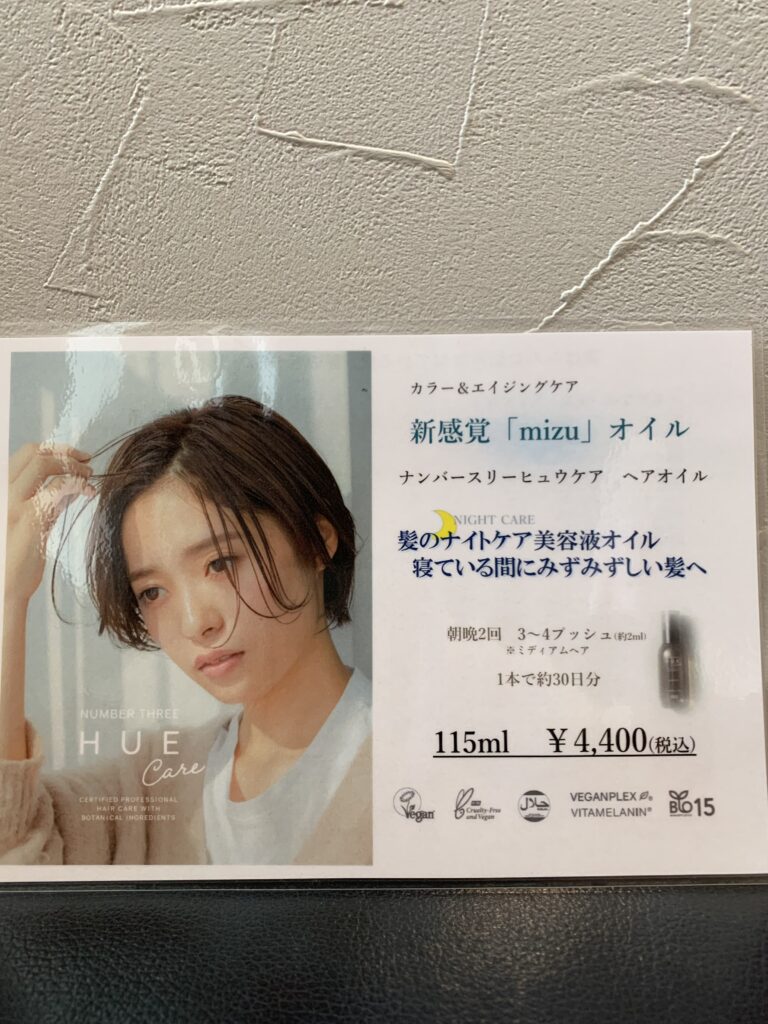 カラー＆エイジングケア
新感覚「mizu」オイル
ナンバースリーヒュウケア　ヘアオイル
NIGHT CARE
髪のナイトケア美容液オイル
寝ている間にみずみずしい髪へ
朝晩2回　3〜4プッシュ(約2ml)
※ミディアムヘア
1本で約30日分
115ml　￥4,400(税込)
Vegan
Cruelty-Free
and Vegan
حلال
VEGANPLEX®
VITAMELANIN®
BIO15
NUMBER THREE
HUE
Care
CERTIFIED PROFESSIONAL
HAIR CARE WITH
BOTANICAL INGREDIENTS